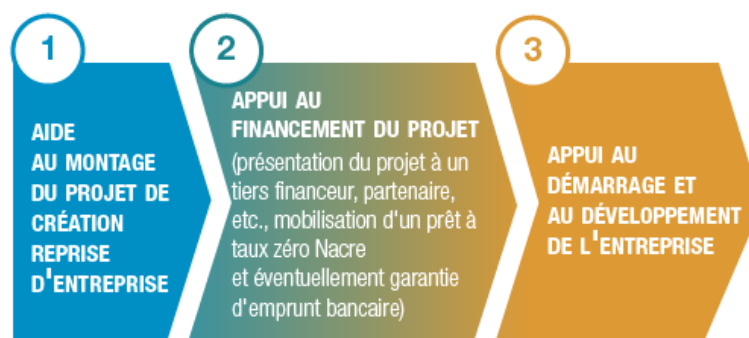 1
AIDE
AU MONTAGE
DU PROJET DE
CRÉATION
REPRISE
D'ENTREPRISE
2
APPUI AU
FINANCEMENT DU PROJET
(présentation du projet à un
tiers financeur, partenaire,
etc., mobilisation d'un prêt à
taux zéro Nacre
et éventuellement garantie
d'emprunt bancaire)
3
APPUI AU
DÉMARRAGE ET
AU DÉVELOPPEMENT
DE L'ENTREPRISE